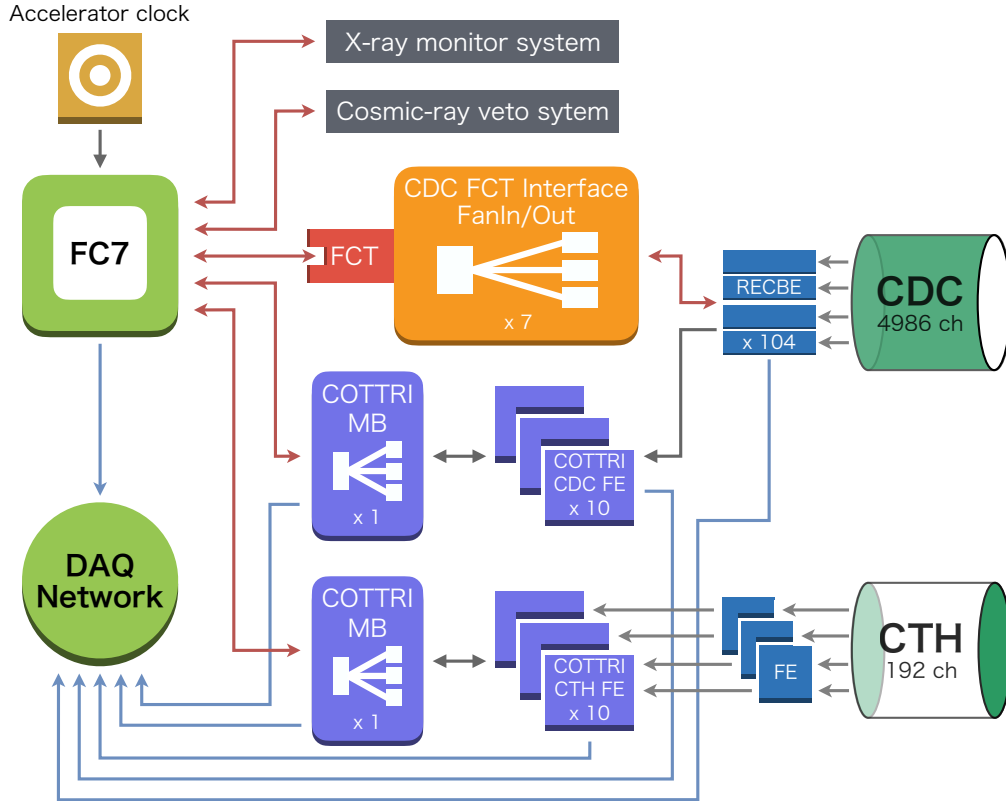 Accelerator clock
X-ray monitor system
Cosmic-ray veto sytem
FC7
FCT
CDC FCT Interface
FanIn/Out
x 7
RECBE
x 104
CDC
4986 ch
COTTRI
MB
x 1
COTTRI
CDC FE
x 10
DAQ
Network
COTTRI
MB
x 1
COTTRI
CTH FE
x 10
FE
CTH
192 ch